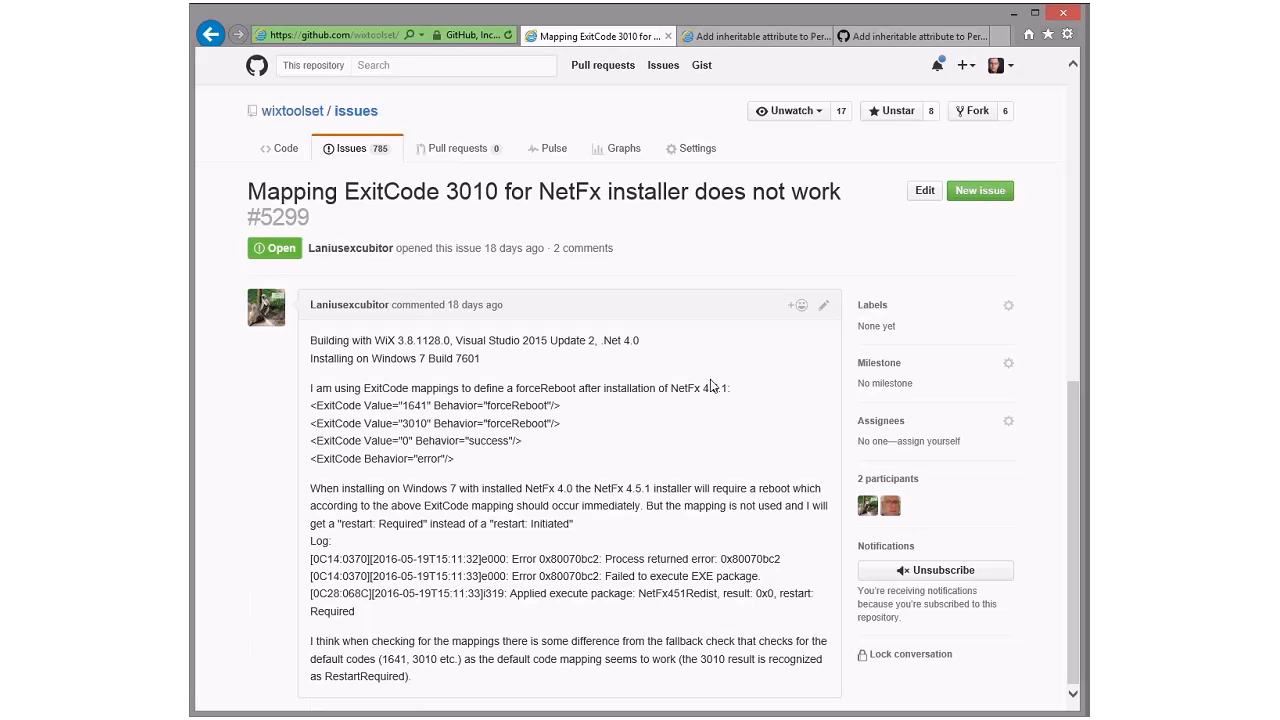 https://github.com/wixtoolset/ GitHub, Inc... Mapping ExitCode 3010 for ... Add inheritable attribute to Per... Add inheritable attribute to Per...
This repository Search Pull requests Issues Gist
wixtoolset / issues Unwatch 17 Unstar 8 Fork 6
Code Issues 785 Pull requests 0 Pulse Graphs Settings
Mapping ExitCode 3010 for NetFx installer does not work
#5299
Edit New issue
Open Laniusexcubitor opened this issue 18 days ago · 2 comments
Laniusexcubitor commented 18 days ago
Building with WiX 3.8.1128.0, Visual Studio 2015 Update 2, .Net 4.0
Installing on Windows 7 Build 7601
I am using ExitCode mappings to define a forceReboot after installation of NetFx
<ExitCode Value="1641" Behavior="forceReboot"/>
<ExitCode Value="3010" Behavior="forceReboot"/>
<ExitCode Value="0" Behavior="success"/>
<ExitCode Behavior="error"/>
When installing on Windows 7 with installed NetFx 4.0 the NetFx 4.5.1 installer will require a reboot which
according to the above ExitCode mapping should occur immediately. But the mapping is not used and I will
get a "restart: Required" instead of a "restart: Initiated"
Log:
[0C14:0370][2016-05-19T15:11:32]e000: Error 0x80070bc2: Process returned error: 0x80070bc2
[0C14:0370][2016-05-19T15:11:33]e000: Error 0x80070bc2: Failed to execute EXE package.
[0C28:068C][2016-05-19T15:11:33]i319: Applied execute package: NetFx451Redist, result: 0x0, restart:
Required
I think when checking for the mappings there is some difference from the fallback check that checks for the
default codes (1641, 3010 etc.) as the default code mapping seems to work (the 3010 result is recognized
as RestartRequired).
Labels
None yet
Milestone
No milestone
Assignees
No one—assign yourself
2 participants
Notifications
Unsubscribe
You're receiving notifications
because you're subscribed to this
repository.
Lock conversation